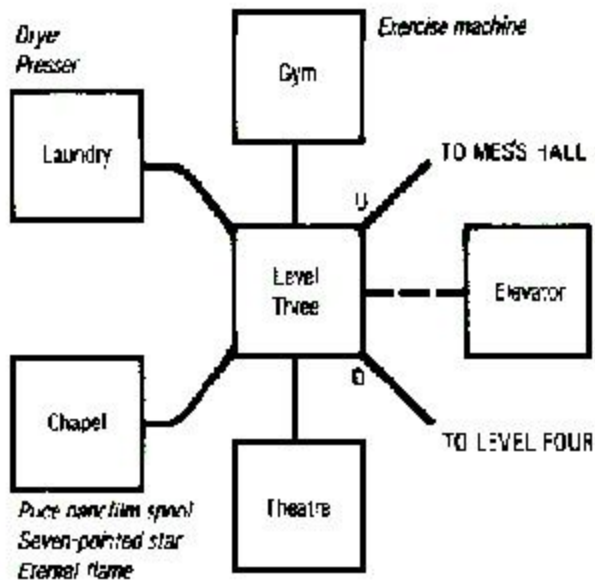 Dryer
Presser
Exercise machine
Gym
Laundry
TO MESS HALL
U
Level
Three
Elevator
D
Chapel
TO LEVEL FOUR
Theatre
spool
Seven-pointed star
Eternal flame